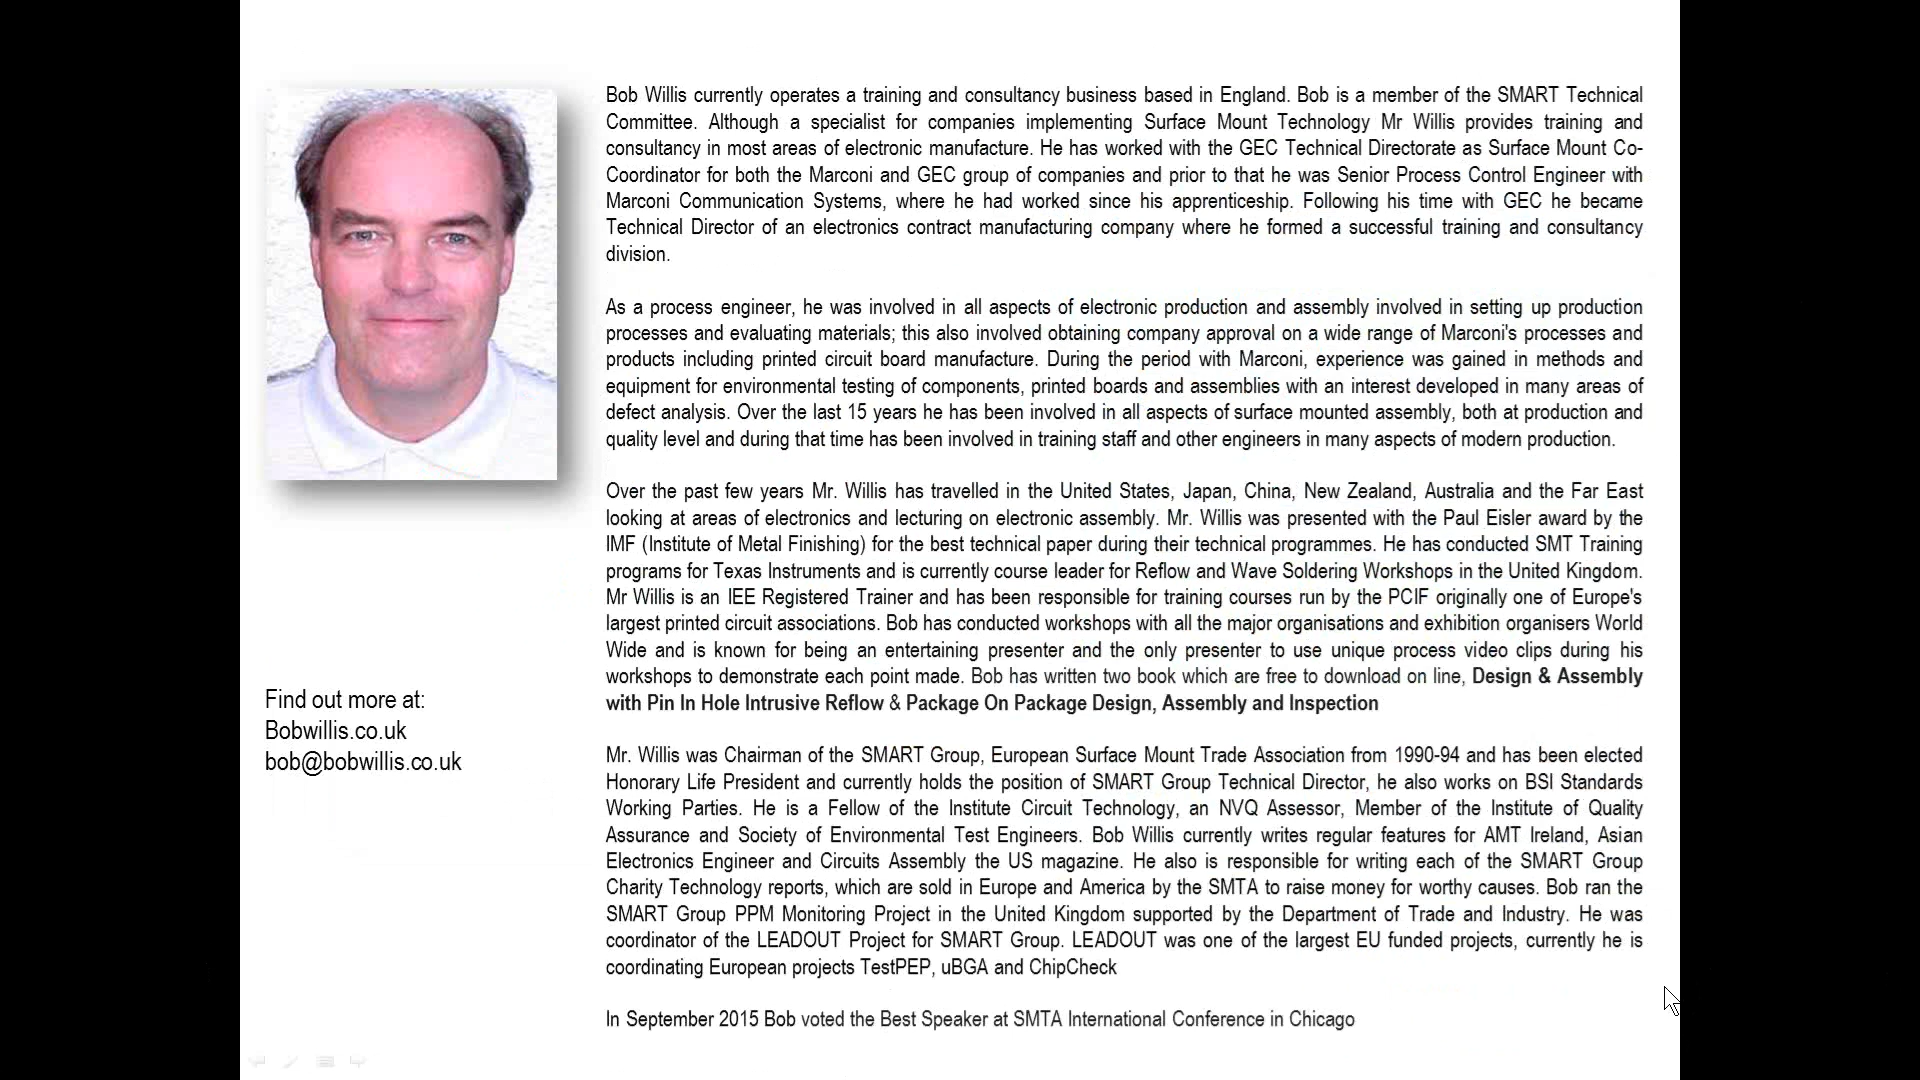 Bob Willis currently operates a training and consultancy business based in England. Bob is a member of the SMART Technical
Committee. Although a specialist for companies implementing Surface Mount Technology Mr Willis provides training and
consultancy in most areas of electronic manufacture. He has worked with the GEC Technical Directorate as Surface Mount Co-
Coordinator for both the Marconi and GEC group of companies and prior to that he was Senior Process Control Engineer with
Marconi Communication Systems, where he had worked since his apprenticeship. Following his time with GEC he became
Technical Director of an electronics contract manufacturing company where he formed a successful training and consultancy
division.
As a process engineer, he was involved in all aspects of electronic production and assembly involved in setting up production
processes and evaluating materials; this also involved obtaining company approval on a wide range of Marconi's processes and
products including printed circuit board manufacture. During the period with Marconi, experience was gained in methods and
equipment for environmental testing of components, printed boards and assemblies with an interest developed in many areas of
defect analysis. Over the last 15 years he has been involved in all aspects of surface mounted assembly, both at production and
quality level and during that time has been involved in training staff and other engineers in many aspects of modern production.
Over the past few years Mr. Willis has travelled in the United States, Japan, China, New Zealand, Australia and the Far East
looking at areas of electronics and lecturing on electronic assembly. Mr. Willis was presented with the Paul Eisler award by the
IMF (Institute of Metal Finishing) for the best technical paper during their technical programmes. He has conducted SMT Training
programs for Texas Instruments and is currently course leader for Reflow and Wave Soldering Workshops in the United Kingdom.
Mr Willis is an IEE Registered Trainer and has been responsible for training courses run by the PCIF originally one of Europe's
largest printed circuit associations. Bob has conducted workshops with all the major organisations and exhibition organisers World
Wide and is known for being an entertaining presenter and the only presenter to use unique process video clips during his
workshops to demonstrate each point made. Bob has written two book which are free to download on line, Design & Assembly
with Pin In Hole Intrusive Reflow & Package On Package Design, Assembly and Inspection
Mr. Willis was Chairman of the SMART Group, European Surface Mount Trade Association from 1990-94 and has been elected
Honorary Life President and currently holds the position of SMART Group Technical Director, he also works on BSI Standards
Working Parties. He is a Fellow of the Institute Circuit Technology, an NVQ Assessor, Member of the Institute of Quality
Assurance and Society of Environmental Test Engineers. Bob Willis currently writes regular features for AMT Ireland, Asian
Electronics Engineer and Circuits Assembly the US magazine. He also is responsible for writing each of the SMART Group
Charity Technology reports, which are sold in Europe and America by the SMTA to raise money for worthy causes. Bob ran the
SMART Group PPM Monitoring Project in the United Kingdom supported by the Department of Trade and Industry. He was
coordinator of the LEADOUT Project for SMART Group. LEADOUT was one of the largest EU funded projects, currently he is
coordinating European projects TestPEP, uBGA and ChipCheck
In September 2015 Bob voted the Best Speaker at SMTA International Conference in Chicago
Find out more at:
Bobwillis.co.uk
bob@bobwillis.co.uk